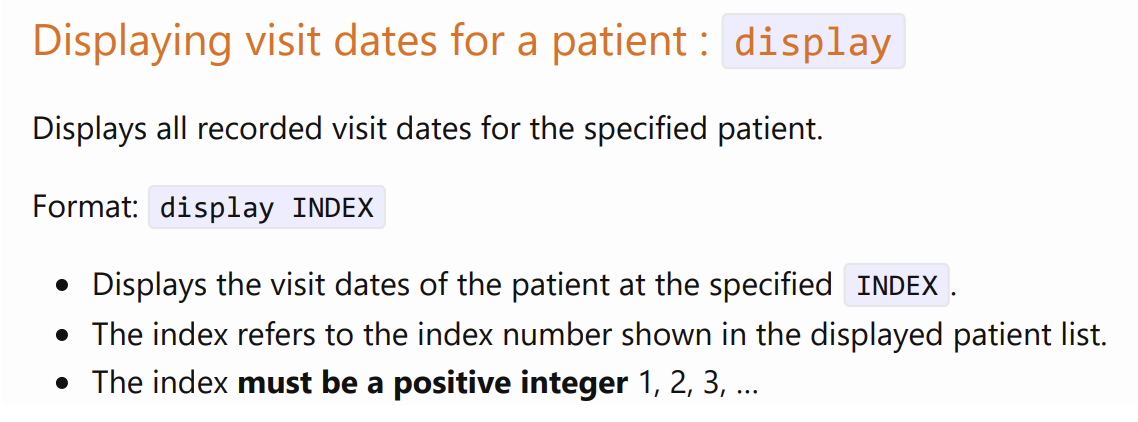 Displaying visit dates for a patient : display
Displays all recorded visit dates for the specified patient.
Format: display INDEX
• Displays the visit dates of the patient at the specified INDEX.
• The index refers to the index number shown in the displayed patient list.
• The index must be a positive integer 1, 2, 3, …